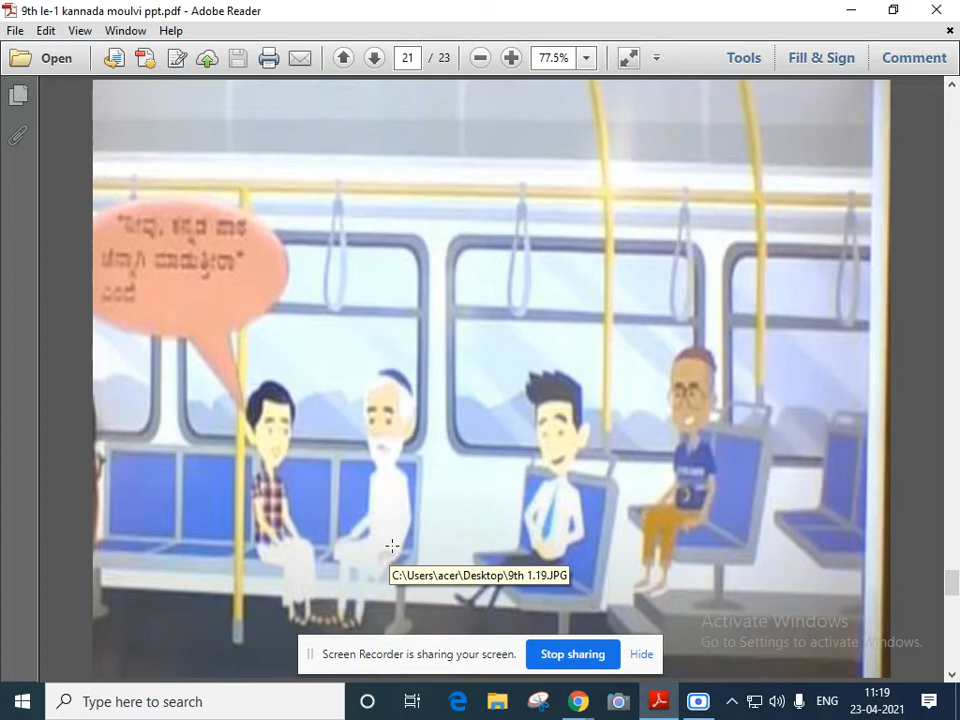 9th le-1 kannada moulvi ppt.pdf - Adobe Reader
File Edit View Window Help
Open 21 / 23 77.5% Tools Fill & Sign Comment
"ನೀವು, ಕನ್ನಡ ಪಾಠ
ಚೆನ್ನಾಗಿ ಮಾಡುತ್ತೀರಾ"
ಎಂದೆ
C:\Users\acer\Desktop\9th 1.19.JPG
Activate Windows
Go to Settings to activate Windows.
Screen Recorder is sharing your screen. Stop sharing Hide
Type here to search
ENG
11:19
23-04-2021